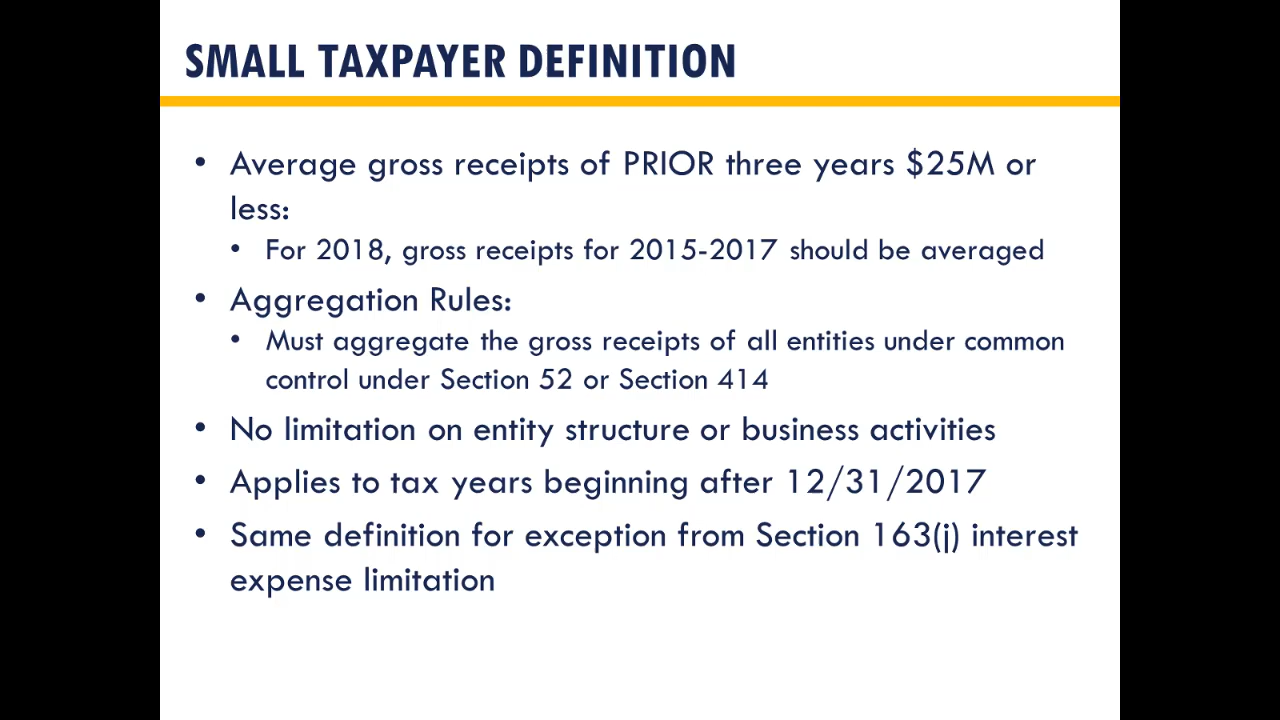 SMALL TAXPAYER DEFINITION
• Average gross receipts of PRIOR three years $25M or
less:
• For 2018, gross receipts for 2015-2017 should be averaged
• Aggregation Rules:
• Must aggregate the gross receipts of all entities under common
control under Section 52 or Section 414
• No limitation on entity structure or business activities
• Applies to tax years beginning after 12/31/2017
• Same definition for exception from Section 163(j) interest
expense limitation